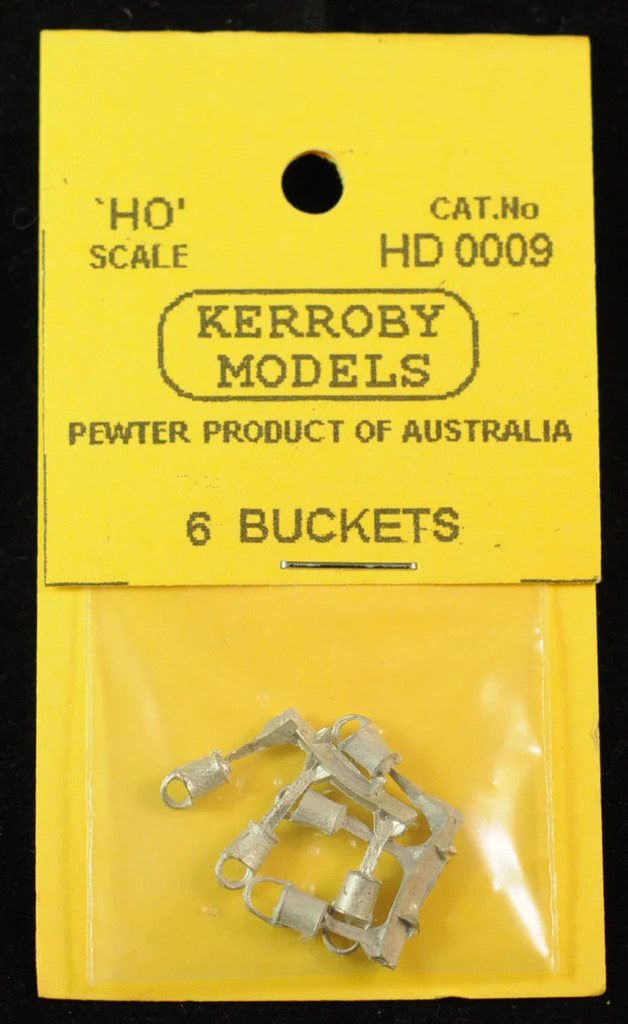 `HO'
SCALE
CAT.No
HD 0009
KERROBY
MODELS
PEWTER PRODUCT OF AUSTRALIA
6 BUCKETS